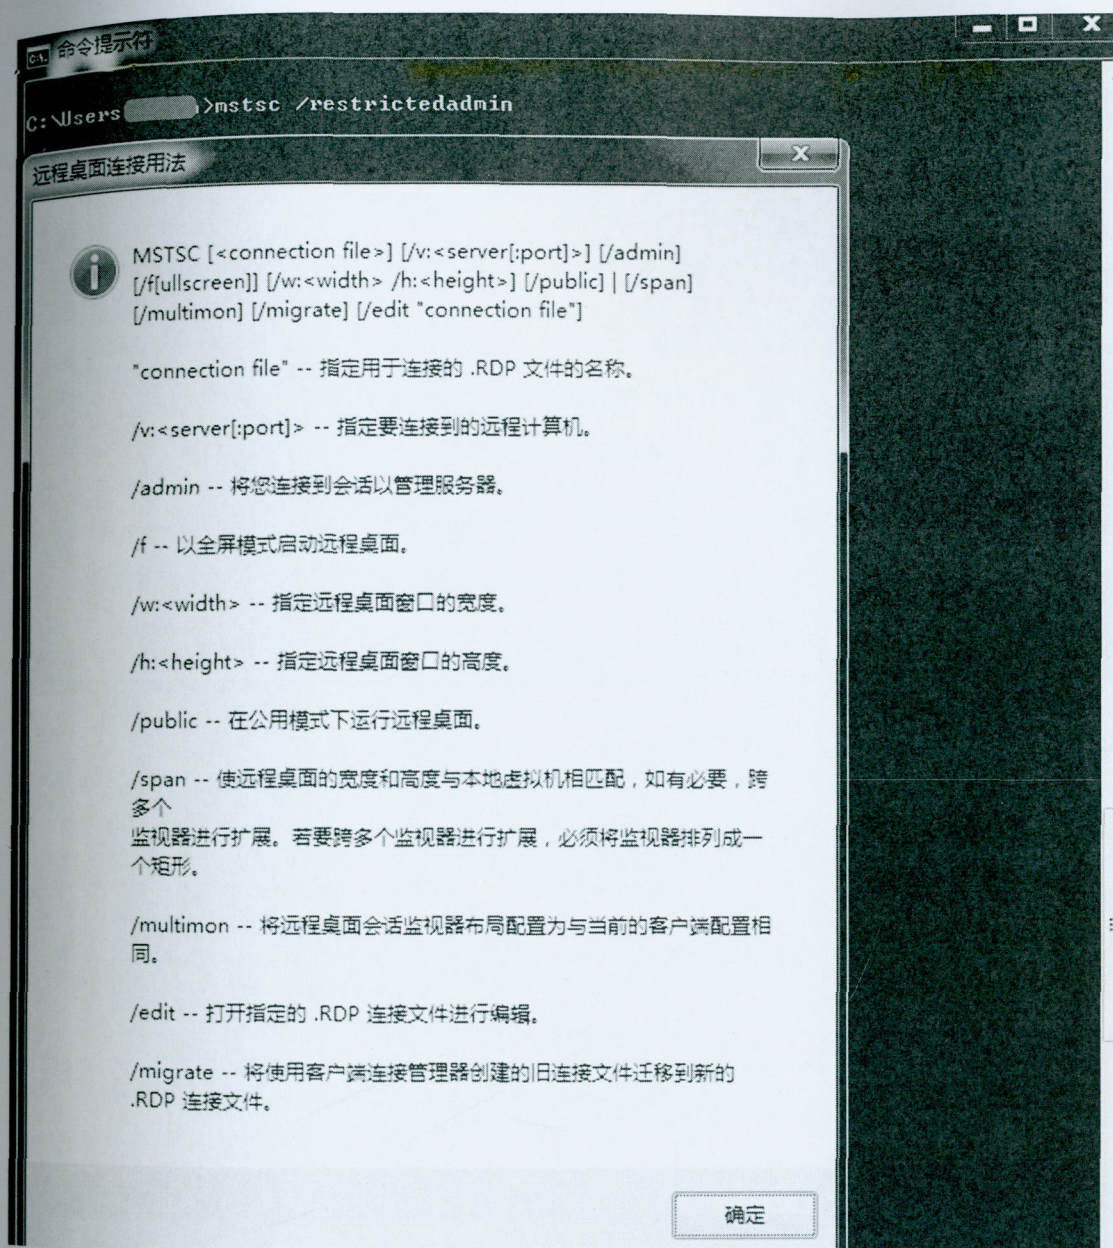 命令提示符
C:\Users >mstsc /restrictedadmin
远程桌面连接用法
MSTSC [<connection file>] [/v:<server[:port]>] [/admin]
[/f[ullscreen]] [/w:<width> /h:<height>] [/public] | [/span]
[/multimon] [/migrate] [/edit "connection file"]
"connection file" -- 指定用于连接的 .RDP 文件的名称。
/v:<server[:port]> -- 指定要连接到的远程计算机。
/admin -- 将您连接到会话以管理服务器。
/f -- 以全屏模式启动远程桌面。
/w:<width> -- 指定远程桌面窗口的宽度。
/h:<height> -- 指定远程桌面窗口的高度。
/public -- 在公用模式下运行远程桌面。
/span -- 使远程桌面的宽度和高度与本地虚拟机相匹配，如有必要，跨
多个
监视器进行扩展。若要跨多个监视器进行扩展，必须将监视器排列成一
个矩形。
/multimon -- 将远程桌面会话监视器布局配置为与当前的客户端配置相
同。
/edit -- 打开指定的 .RDP 连接文件进行编辑。
/migrate -- 将使用客户端连接管理器创建的旧连接文件迁移到新的
.RDP 连接文件。
确定